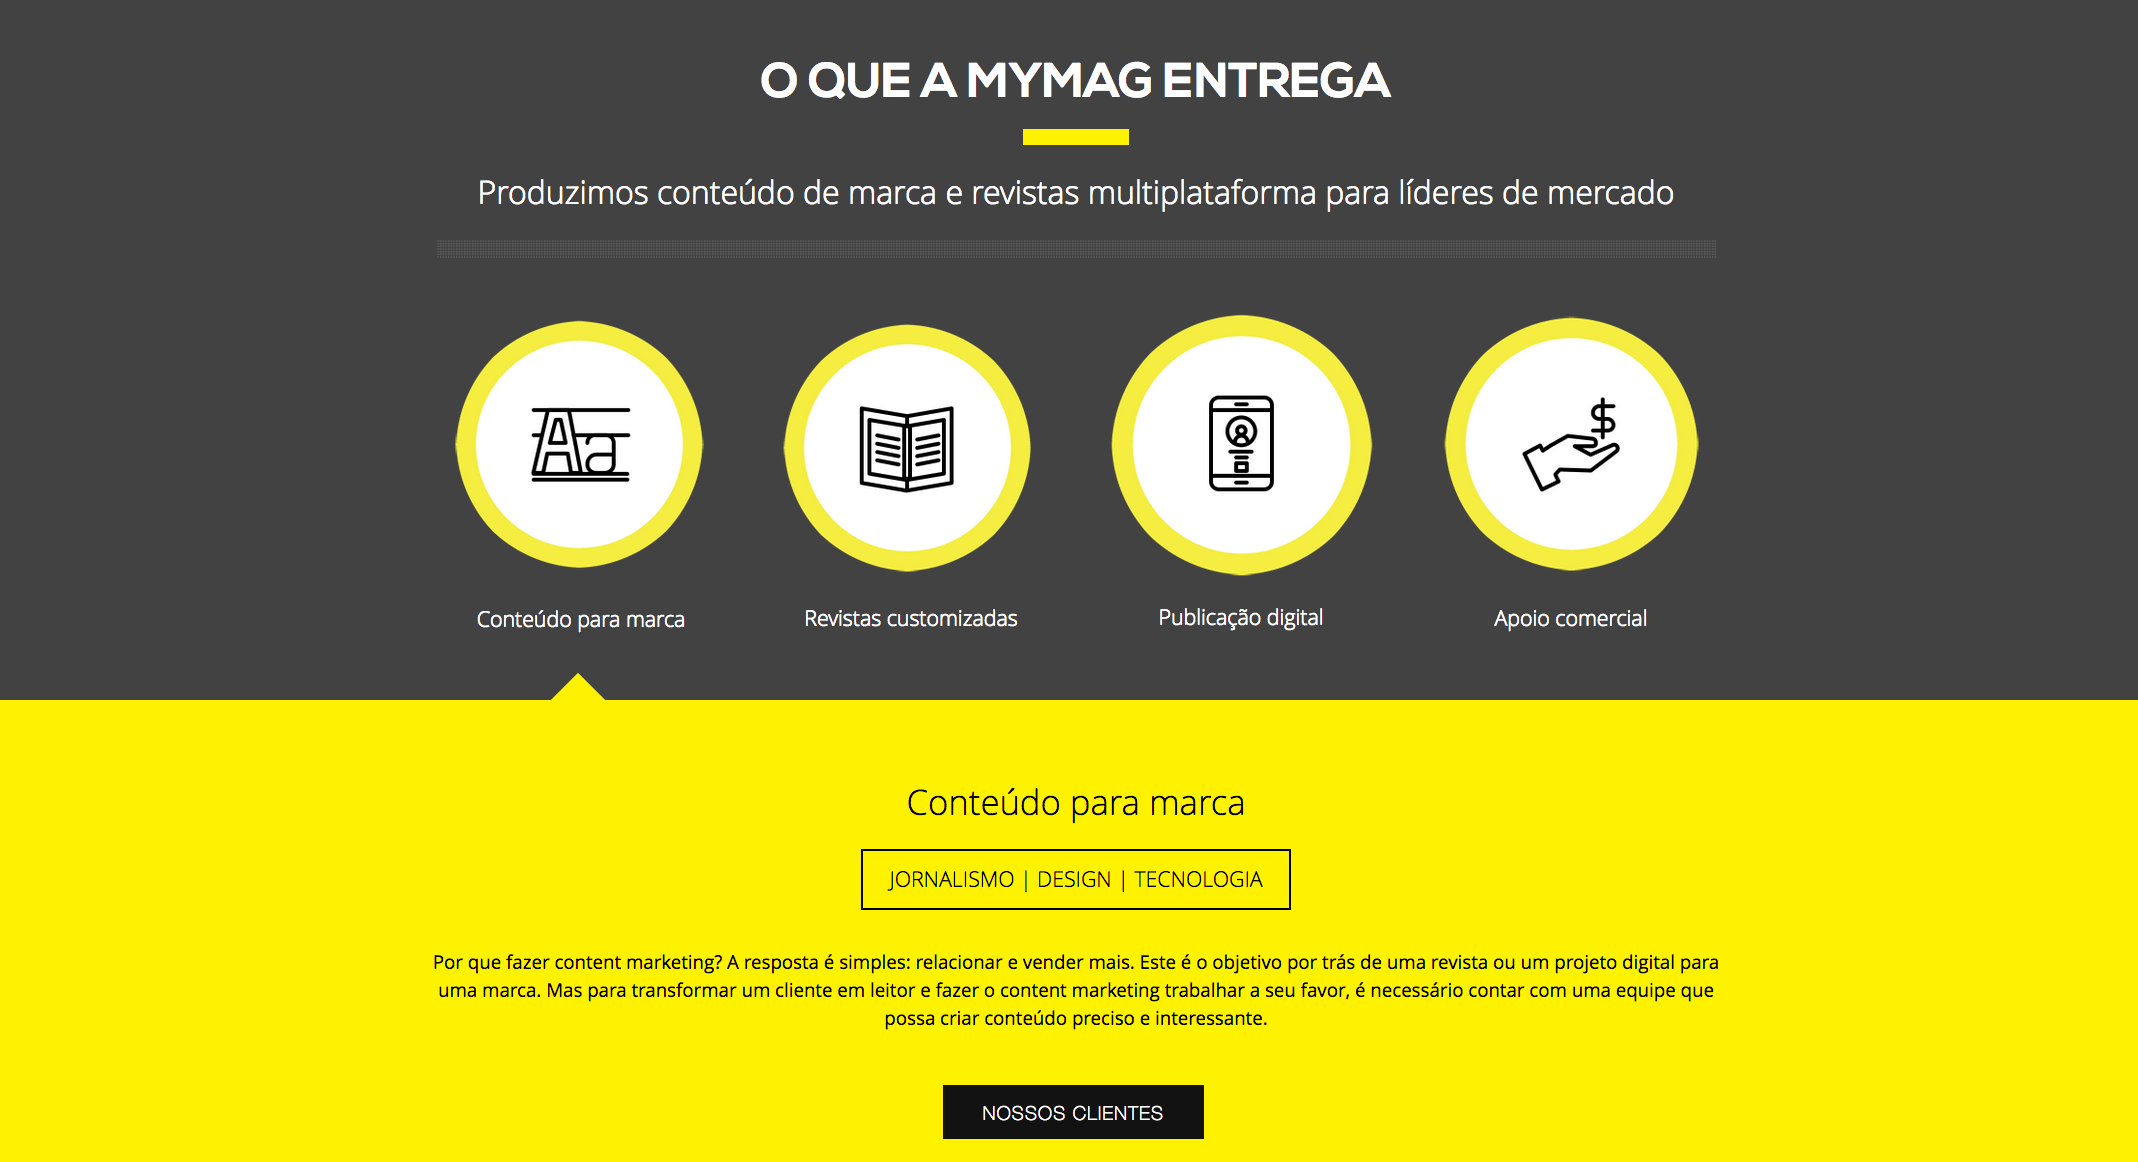 O QUE A MYMAG ENTREGA
Produzimos conteúdo de marca e revistas multiplataforma para líderes de mercado
Aa
$
Conteúdo para marca
Revistas customizadas
Publicação digital
Apoio comercial
Conteúdo para marca
JORNALISMO | DESIGN | TECNOLOGIA
Por que fazer content marketing? A resposta é simples: relacionar e vender mais. Este é o objetivo por trás de uma revista ou um projeto digital para
uma marca. Mas para transformar um cliente em leitor e fazer o content marketing trabalhar a seu favor, é necessário contar com uma equipe que
possa criar conteúdo preciso e interessante.
NOSSOS CLIENTES